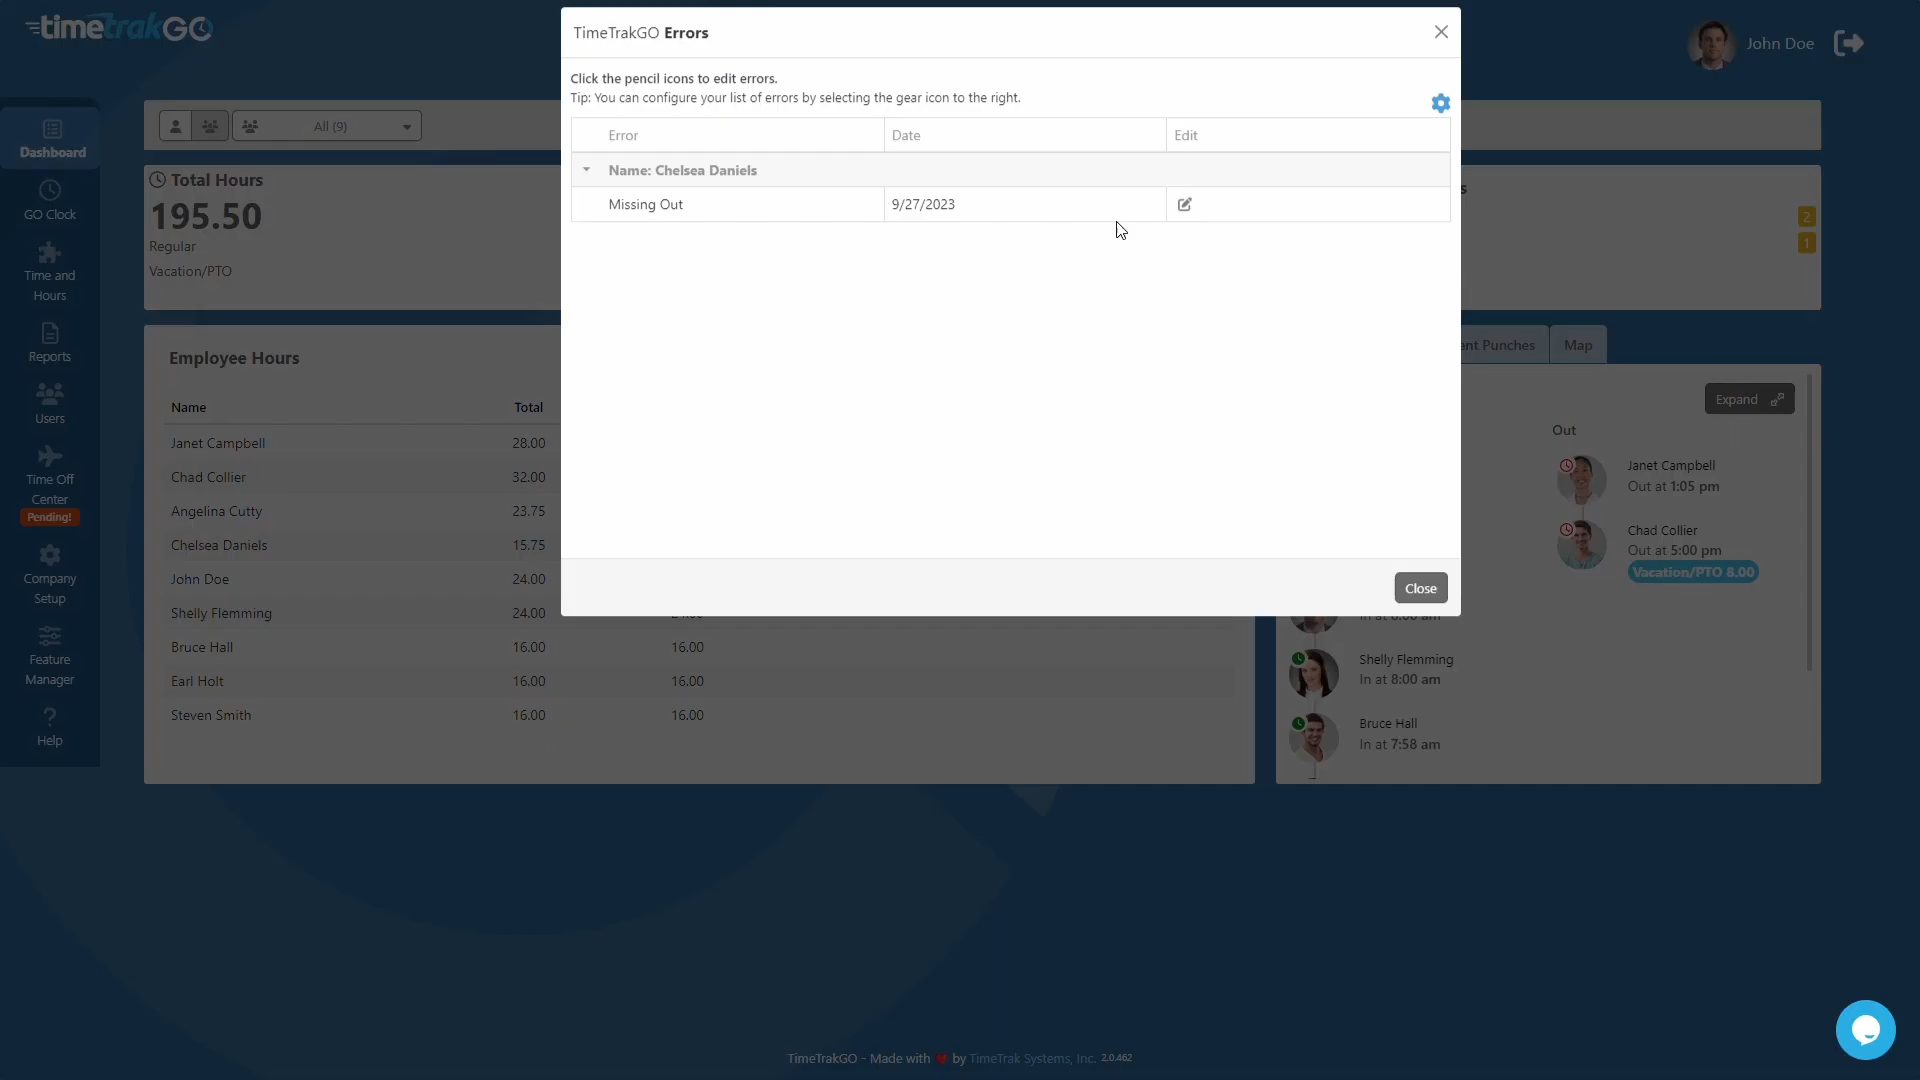 timetrakGO
John Doe
Dashboard
GO Clock
Time and
Hours
Reports
Users
Time Off
Center
Pending!
Company
Setup
Feature
Manager
Help
All (9)
Total Hours
195.50
Regular
Vacation/PTO
TimeTrakGO Errors
Click the pencil icons to edit errors.
Tip: You can configure your list of errors by selecting the gear icon to the right.
Error Date Edit
Name: Chelsea Daniels
Missing Out 9/27/2023
Close
2
1
Employee Hours
Name Total
Janet Campbell 28.00
Chad Collier 32.00
Angelina Cutty 23.75
Chelsea Daniels 15.75
John Doe 24.00
Shelly Flemming 24.00
Bruce Hall 16.00 16.00
Earl Holt 16.00 16.00
Steven Smith 16.00 16.00
Punches Map
Expand
Out
Janet Campbell
Out at 1:05 pm
Chad Collier
Out at 5:00 pm
Vacation/PTO 8.00
Shelly Flemming
In at 8:00 am
Bruce Hall
In at 7:58 am
TimeTrakGO - Made with by TimeTrak Systems, Inc. 2.0.462